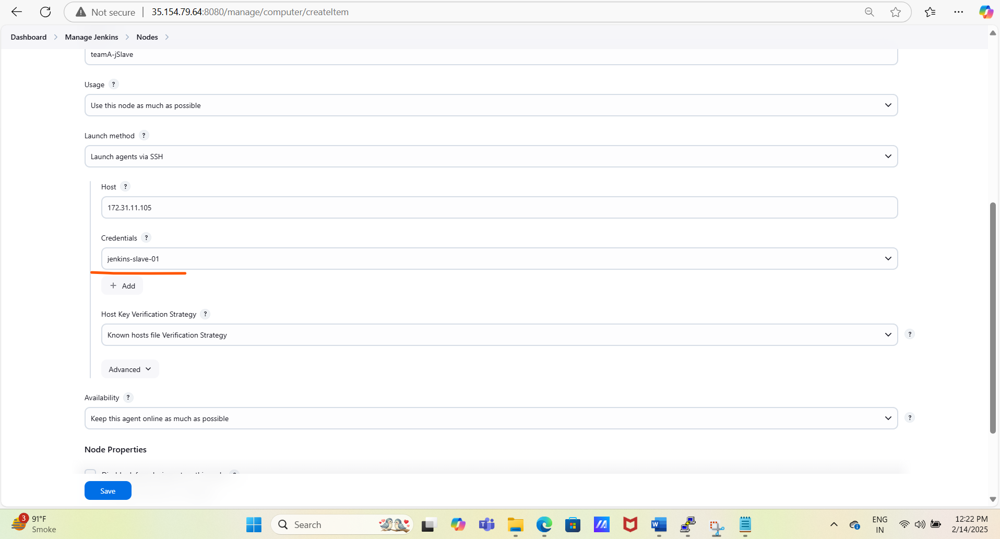 Not secure 35.154.79.64:8080/manage/computer/createItem
Dashboard Manage Jenkins Nodes
teamA-jSlave
Usage ?
Use this node as much as possible
Launch method ?
Launch agents via SSH
Host ?
172.31.11.105
Credentials ?
jenkins-slave-01
+ Add
Host Key Verification Strategy ?
Known hosts file Verification Strategy
?
Advanced
Availability ?
Keep this agent online as much as possible
?
Node Properties
Save
3
91°F
Smoke
Search
W
ENG
IN
12:22 PM
2/14/2025